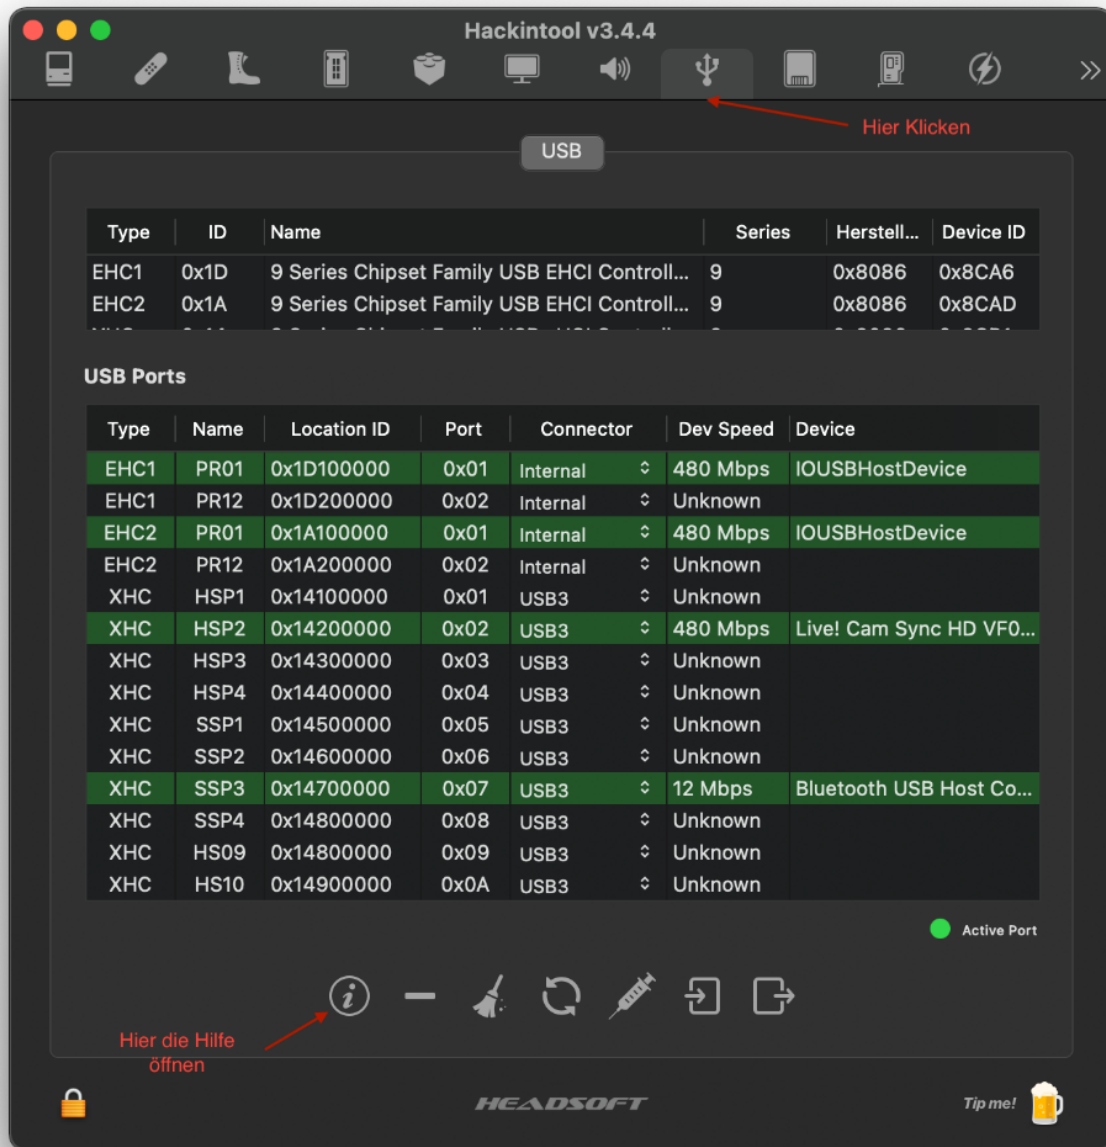 Hackintool v3.4.4
Hier Klicken
USB
Type ID Name Series Herstell... Device ID
EHC1 0x1D 9 Series Chipset Family USB EHCI Controll... 9 0x8086 0x8CA6
EHC2 0x1A 9 Series Chipset Family USB EHCI Controll... 9 0x8086 0x8CAD
USB Ports
Type Name Location ID Port Connector Dev Speed Device
EHC1 PR01 0x1D100000 0x01 Internal 480 Mbps IOUSBHostDevice
EHC1 PR12 0x1D200000 0x02 Internal Unknown
EHC2 PR01 0x1A100000 0x01 Internal 480 Mbps IOUSBHostDevice
EHC2 PR12 0x1A200000 0x02 Internal Unknown
XHC HSP1 0x14100000 0x01 USB3 Unknown
XHC HSP2 0x14200000 0x02 USB3 480 Mbps Live! Cam Sync HD VF0...
XHC HSP3 0x14300000 0x03 USB3 Unknown
XHC HSP4 0x14400000 0x04 USB3 Unknown
XHC SSP1 0x14500000 0x05 USB3 Unknown
XHC SSP2 0x14600000 0x06 USB3 Unknown
XHC SSP3 0x14700000 0x07 USB3 12 Mbps Bluetooth USB Host Co...
XHC SSP4 0x14800000 0x08 USB3 Unknown
XHC HS09 0x14800000 0x09 USB3 Unknown
XHC HS10 0x14900000 0x0A USB3 Unknown
Active Port
Hier die Hilfe
öffnen
HEADSOFT
Tip me!